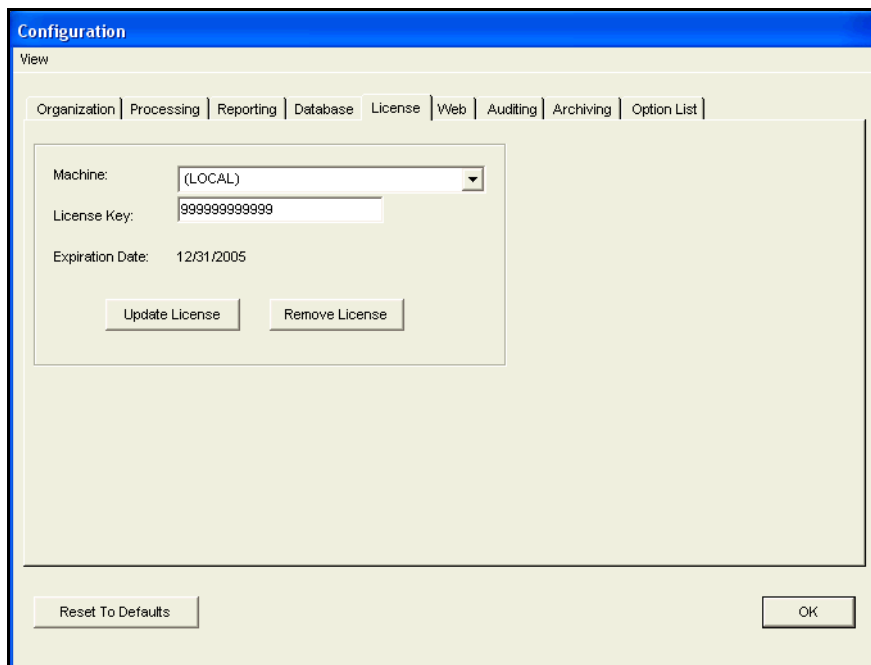 Configuration
View
Organization Processing Reporting Database License Web Auditing Archiving Option List
Machine: (LOCAL)
License Key: 999999999999
Expiration Date: 12/31/2005
Update License Remove License
Reset To Defaults OK